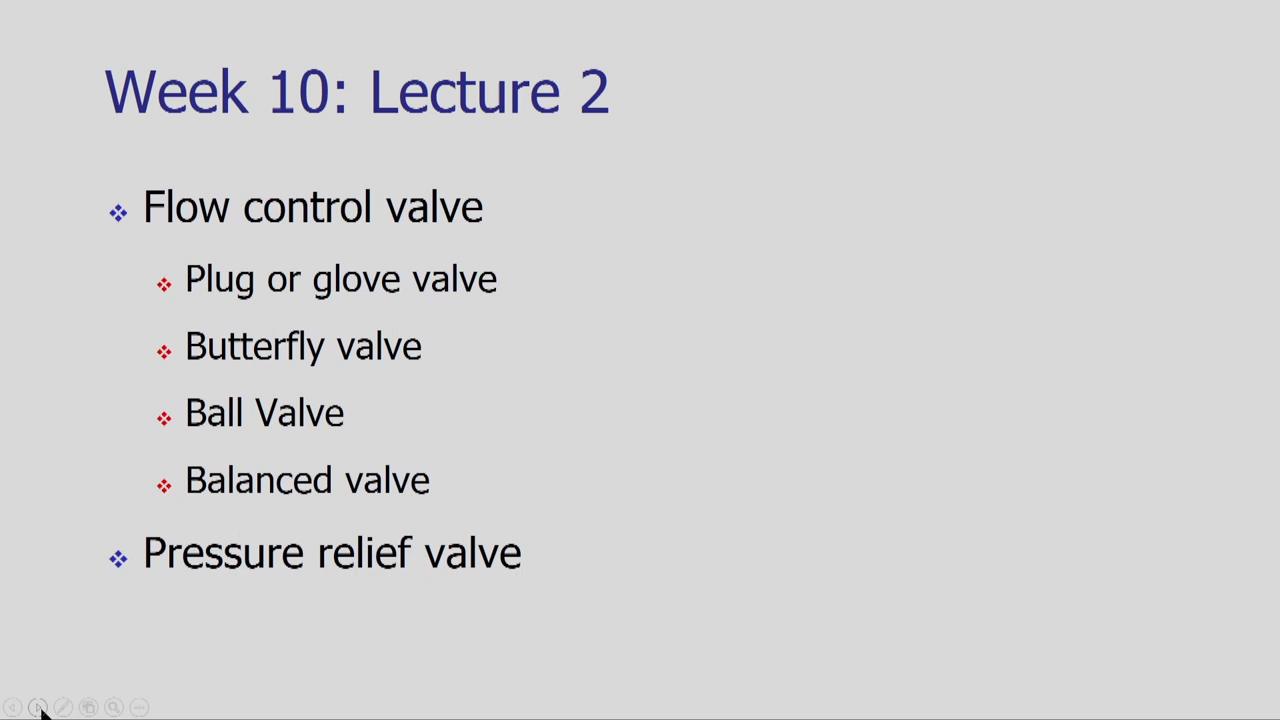 Week 10: Lecture 2
Flow control valve
Plug or glove valve
Butterfly valve
Ball Valve
Balanced valve
Pressure relief valve